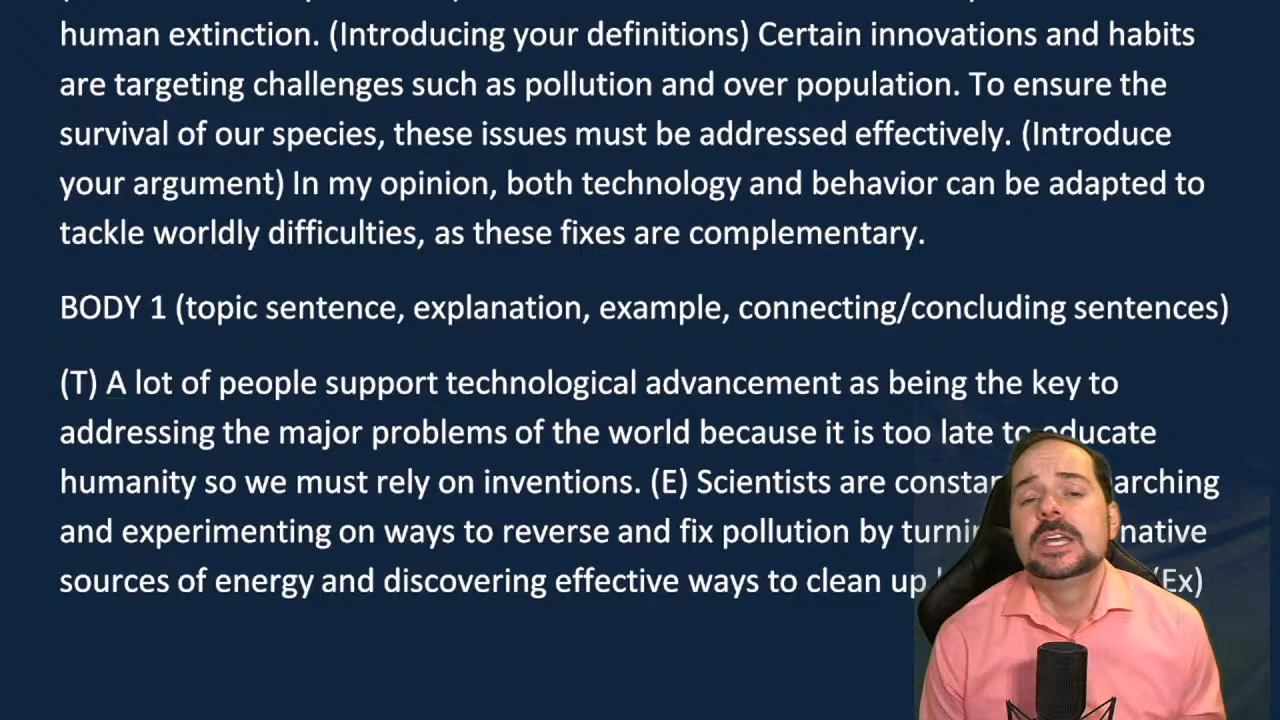 human extinction. (Introducing your definitions) Certain innovations and habits
are targeting challenges such as pollution and over population. To ensure the
survival of our species, these issues must be addressed effectively. (Introduce
your argument) In my opinion, both technology and behavior can be adapted to
tackle worldly difficulties, as these fixes are complementary.
BODY 1 (topic sentence, explanation, example, connecting/concluding sentences)
(T) A lot of people support technological advancement as being the key to
addressing the major problems of the world because it is too late to educate
humanity so we must rely on inventions. (E) Scientists are
and experimenting on ways to reverse and fix pollution by
sources of energy and discovering effective ways to clean up (Ex)